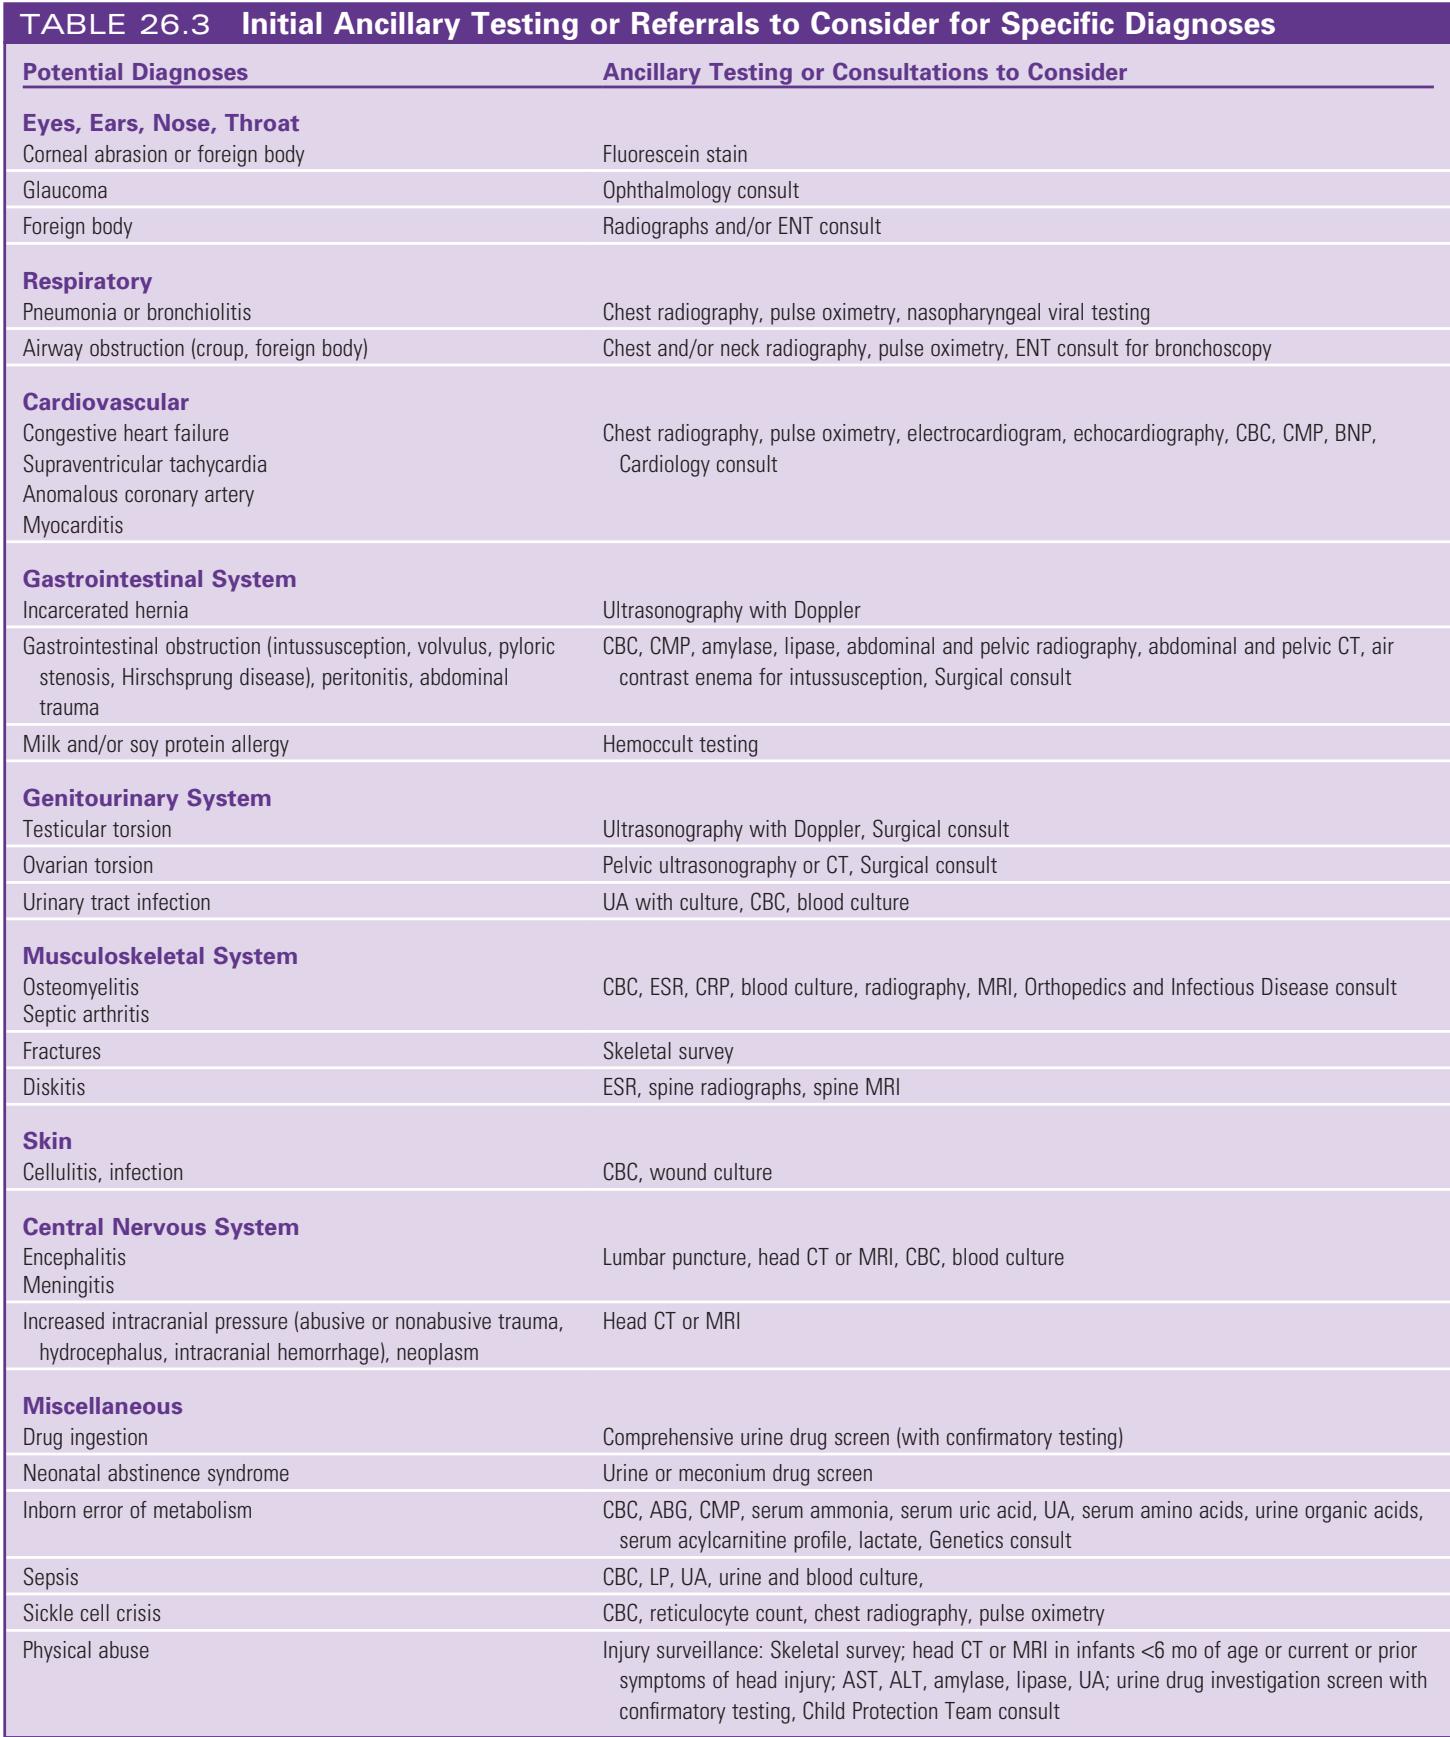 TABLE 26.3 Initial Ancillary Testing or Referrals to Consider for Specific Diagnoses
Potential Diagnoses Ancillary Testing or Consultations to Consider
Eyes, Ears, Nose, Throat
Corneal abrasion or foreign body Fluorescein stain
Glaucoma Ophthalmology consult
Foreign body Radiographs and/or ENT consult
Respiratory
Pneumonia or bronchiolitis Chest radiography, pulse oximetry, nasopharyngeal viral testing
Airway obstruction (croup, foreign body) Chest and/or neck radiography, pulse oximetry, ENT consult for bronchoscopy
Cardiovascular
Congestive heart failure Chest radiography, pulse oximetry, electrocardiogram, echocardiography, CBC, CMP, BNP,
Supraventricular tachycardia Cardiology consult
Anomalous coronary artery
Myocarditis
Gastrointestinal System
Incarcerated hernia Ultrasonography with Doppler
Gastrointestinal obstruction (intussusception, volvulus, pyloric CBC, CMP, amylase, lipase, abdominal and pelvic radiography, abdominal and pelvic CT, air
stenosis, Hirschsprung disease), peritonitis, abdominal contrast enema for intussusception, Surgical consult
trauma
Milk and/or soy protein allergy Hemoccult testing
Genitourinary System
Testicular torsion Ultrasonography with Doppler, Surgical consult
Ovarian torsion Pelvic ultrasonography or CT, Surgical consult
Urinary tract infection UA with culture, CBC, blood culture
Musculoskeletal System
Osteomyelitis CBC, ESR, CRP, blood culture, radiography, MRI, Orthopedics and Infectious Disease consult
Septic arthritis
Fractures Skeletal survey
Diskitis ESR, spine radiographs, spine MRI
Skin
Cellulitis, infection CBC, wound culture
Central Nervous System
Encephalitis Lumbar puncture, head CT or MRI, CBC, blood culture
Meningitis
Increased intracranial pressure (abusive or nonabusive trauma, Head CT or MRI
hydrocephalus, intracranial hemorrhage), neoplasm
Miscellaneous
Drug ingestion Comprehensive urine drug screen (with confirmatory testing)
Neonatal abstinence syndrome Urine or meconium drug screen
Inborn error of metabolism CBC, ABG, CMP, serum ammonia, serum uric acid, UA, serum amino acids, urine organic acids,
serum acylcarnitine profile, lactate, Genetics consult
Sepsis CBC, LP, UA, urine and blood culture,
Sickle cell crisis CBC, reticulocyte count, chest radiography, pulse oximetry
Physical abuse Injury surveillance: Skeletal survey; head CT or MRI in infants <6 mo of age or current or prior
symptoms of head injury; AST, ALT, amylase, lipase, UA; urine drug investigation screen with
confirmatory testing, Child Protection Team consult